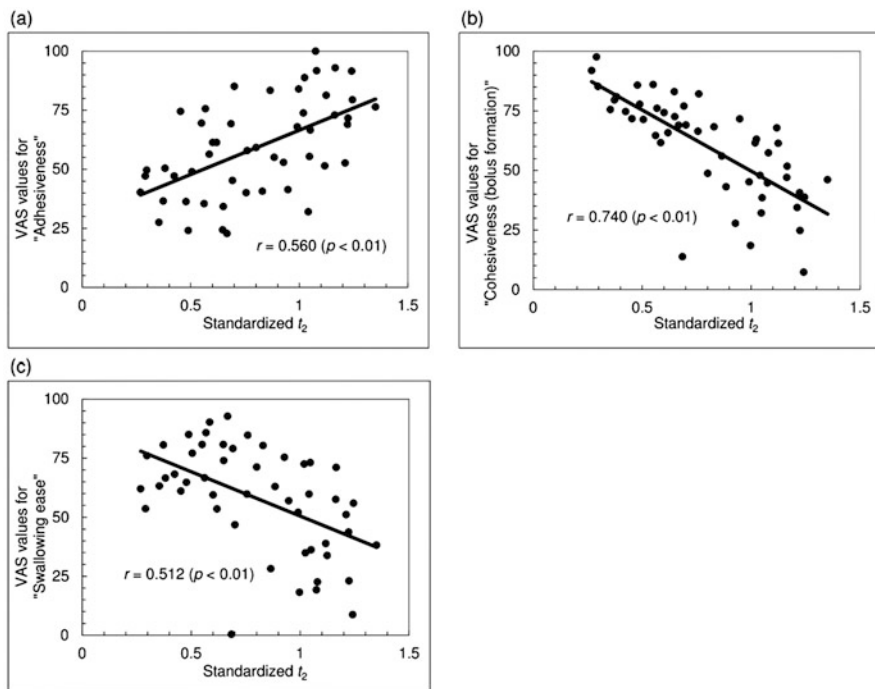 (a)
100
75
50
25
0
VAS values for
"Adhesiveness"
r = 0.560 (p < 0.01)
0 0.5 1 1.5
Standardized t2
(b)
100
75
50
25
0
VAS values for
"Cohesiveness (bolus formation)"
r = 0.740 (p < 0.01)
0 0.5 1 1.5
Standardized t2
(c)
100
75
50
25
0
VAS values for
"Swallowing ease"
r = 0.512 (p < 0.01)
0 0.5 1 1.5
Standardized t2